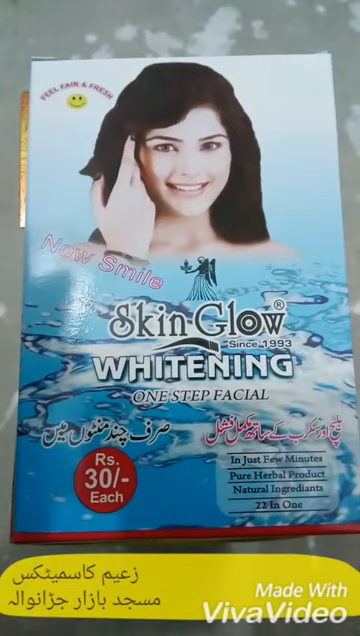 FEEL FAIR & FRESH
Now Smile
Skin Glow®
Since 1993
WHITENING
ONE STEP FACIAL
بلیچ اور سکرب کے ساتھ مکمل فیشل
صرف چند منٹوں میں
Rs.
30/-
Each
In Just Few Minutes
Pure Herbal Product
Natural Ingrediants
22 In One
زعیم کاسمیٹکس
مسجد بازار جڑانوالہ
Made With
VivaVideo